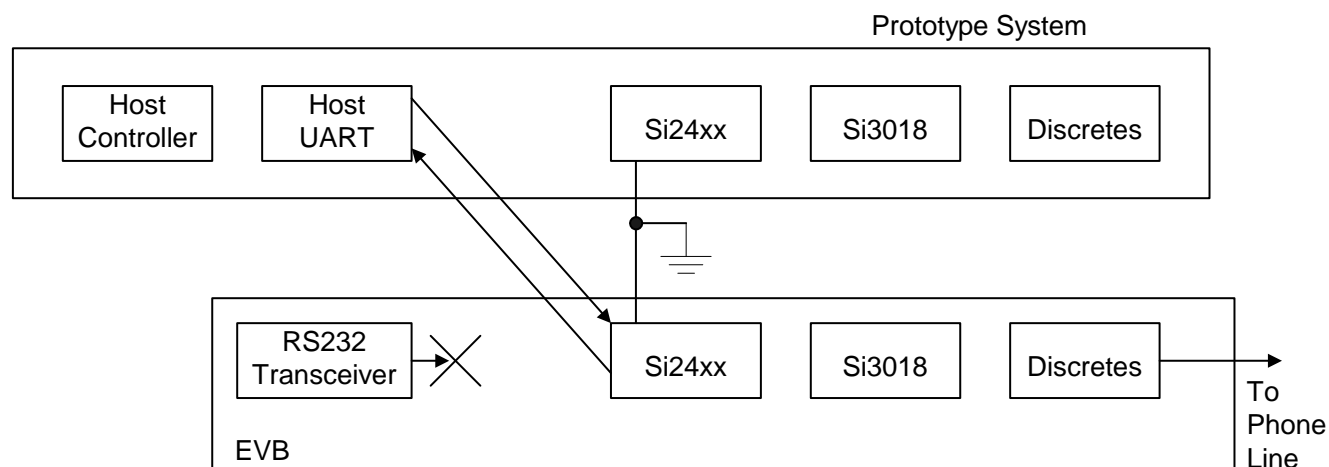 Prototype System
Host
Controller
Host
UART
Si24xx
Si3018
Discretes
RS232
Transceiver
Si24xx
Si3018
Discretes
To
Phone
Line
EVB